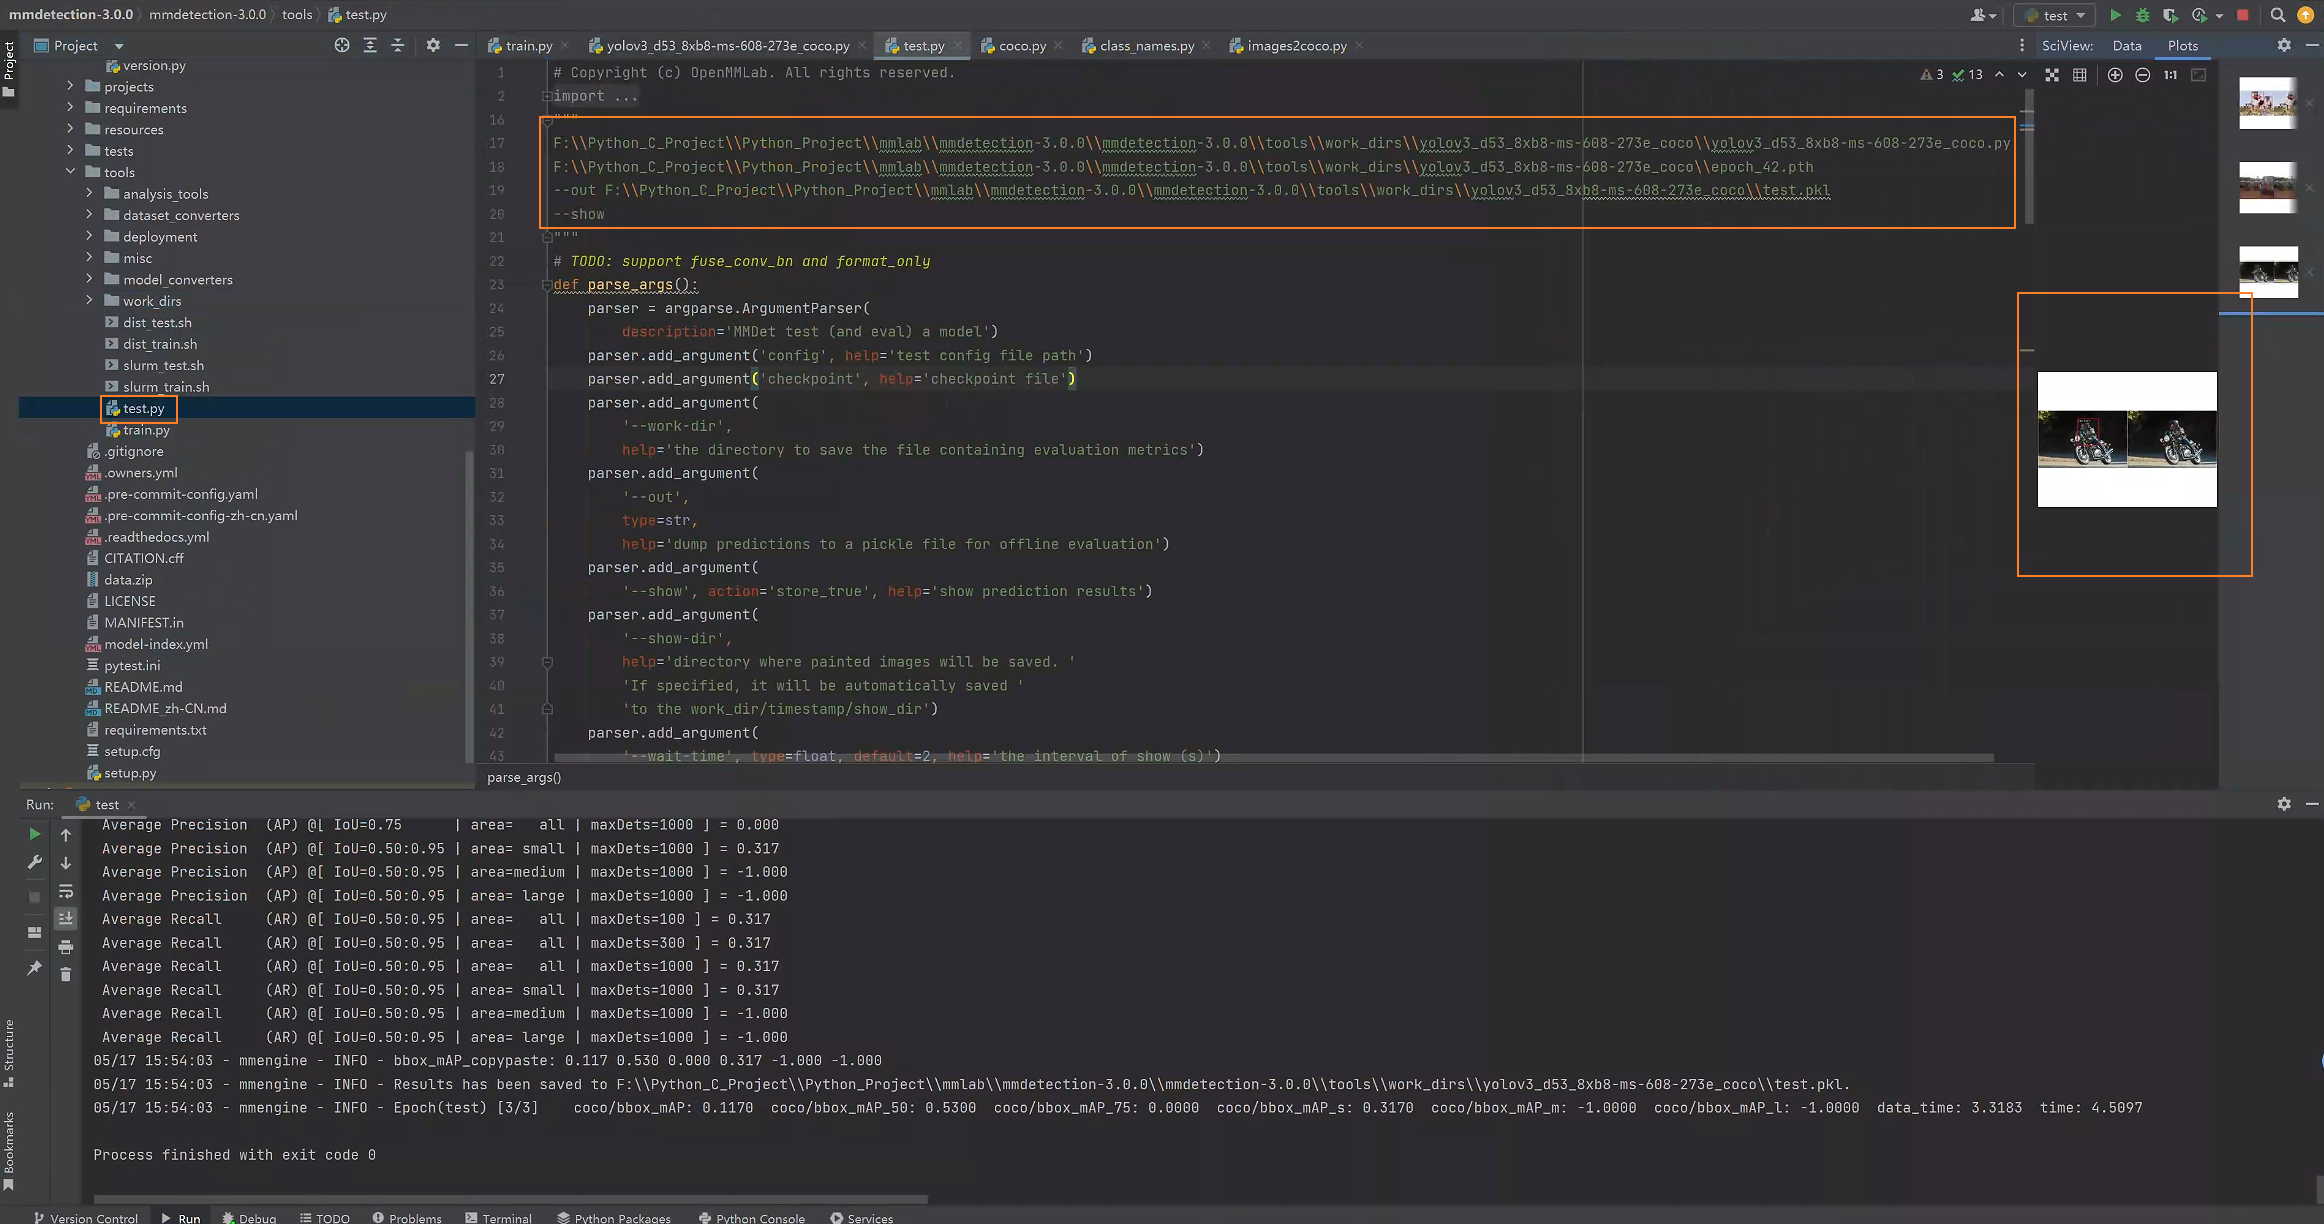 mmdetection-3.0.0 mmdetection-3.0.0 tools test.py
test
Project
version.py
projects
requirements
resources
tests
tools
analysis_tools
dataset_converters
deployment
misc
model_converters
work_dirs
dist_test.sh
dist_train.sh
slurm_test.sh
slurm_train.sh
test.py
train.py
.gitignore
.owners.yml
.pre-commit-config.yaml
.pre-commit-config-zh-cn.yaml
.readthedocs.yml
CITATION.cff
data.zip
LICENSE
MANIFEST.in
model-index.yml
pytest.ini
README.md
README_zh-CN.md
requirements.txt
setup.cfg
setup.py
Project
train.py yolov3_d53_8xb8-ms-608-273e_coco.py test.py coco.py class_names.py images2coco.py
SciView: Data Plots
3 13
1:1
1 # Copyright (c) OpenMMLab. All rights reserved.
2 import ...
16 """
17 F:\\Python_C_Project\\Python_Project\\mmlab\\mmdetection-3.0.0\\mmdetection-3.0.0\\tools\\work_dirs\\yolov3_d53_8xb8-ms-608-273e_coco\\yolov3_d53_8xb8-ms-608-273e_coco.py
18 F:\\Python_C_Project\\Python_Project\\mmlab\\mmdetection-3.0.0\\mmdetection-3.0.0\\tools\\work_dirs\\yolov3_d53_8xb8-ms-608-273e_coco\\epoch_42.pth
19 --out F:\\Python_C_Project\\Python_Project\\mmlab\\mmdetection-3.0.0\\mmdetection-3.0.0\\tools\\work_dirs\\yolov3_d53_8xb8-ms-608-273e_coco\\test.pkl
20 --show
21 """
22 # TODO: support fuse_conv_bn and format_only
23 def parse_args():
24 parser = argparse.ArgumentParser(
25 description='MMDet test (and eval) a model')
26 parser.add_argument('config', help='test config file path')
27 parser.add_argument('checkpoint', help='checkpoint file')
28 parser.add_argument(
29 '--work-dir',
30 help='the directory to save the file containing evaluation metrics')
31 parser.add_argument(
32 '--out',
33 type=str,
34 help='dump predictions to a pickle file for offline evaluation')
35 parser.add_argument(
36 '--show', action='store_true', help='show prediction results')
37 parser.add_argument(
38 '--show-dir',
39 help='directory where painted images will be saved. '
40 'If specified, it will be automatically saved '
41 'to the work_dir/timestamp/show_dir')
42 parser.add_argument(
43 '--wait-time', type=float, default=2, help='the interval of show (s)')
parse_args()
Run: test
Average Precision (AP) @[ IoU=0.75 | area= all | maxDets=1000 ] = 0.000
Average Precision (AP) @[ IoU=0.50:0.95 | area= small | maxDets=1000 ] = 0.317
Average Precision (AP) @[ IoU=0.50:0.95 | area=medium | maxDets=1000 ] = -1.000
Average Precision (AP) @[ IoU=0.50:0.95 | area= large | maxDets=1000 ] = -1.000
Average Recall (AR) @[ IoU=0.50:0.95 | area= all | maxDets=100 ] = 0.317
Average Recall (AR) @[ IoU=0.50:0.95 | area= all | maxDets=300 ] = 0.317
Average Recall (AR) @[ IoU=0.50:0.95 | area= all | maxDets=1000 ] = 0.317
Average Recall (AR) @[ IoU=0.50:0.95 | area= small | maxDets=1000 ] = 0.317
Average Recall (AR) @[ IoU=0.50:0.95 | area=medium | maxDets=1000 ] = -1.000
Average Recall (AR) @[ IoU=0.50:0.95 | area= large | maxDets=1000 ] = -1.000
05/17 15:54:03 - mmengine - INFO - bbox_mAP_copypaste: 0.117 0.530 0.000 0.317 -1.000 -1.000
05/17 15:54:03 - mmengine - INFO - Results has been saved to F:\\Python_C_Project\\Python_Project\\mmlab\\mmdetection-3.0.0\\mmdetection-3.0.0\\tools\\work_dirs\\yolov3_d53_8xb8-ms-608-273e_coco\\test.pkl.
05/17 15:54:03 - mmengine - INFO - Epoch(test) [3/3] coco/bbox_mAP: 0.1170 coco/bbox_mAP_50: 0.5300 coco/bbox_mAP_75: 0.0000 coco/bbox_mAP_s: 0.3170 coco/bbox_mAP_m: -1.0000 coco/bbox_mAP_l: -1.0000 data_time: 3.3183 time: 4.5097
Process finished with exit code 0
Structure
Bookmarks
Version Control Run Debug TODO Problems Terminal Python Packages Python Console Services